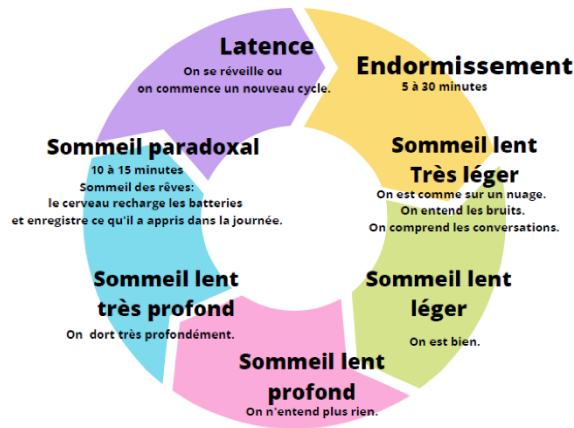 Latence
On se réveille ou
on commence un nouveau cycle.
Endormissement
5 à 30 minutes
Sommeil lent
Très léger
On est comme sur un nuage.
On entend les bruits.
On comprend les conversations.
Sommeil lent
léger
On est bien.
Sommeil lent
profond
On n'entend plus rien.
Sommeil lent
très profond
On dort très profondément.
Sommeil paradoxal
10 à 15 minutes
Sommeil des rêves:
le cerveau recharge les batteries
et enregistre ce qu'il a appris dans la journée.